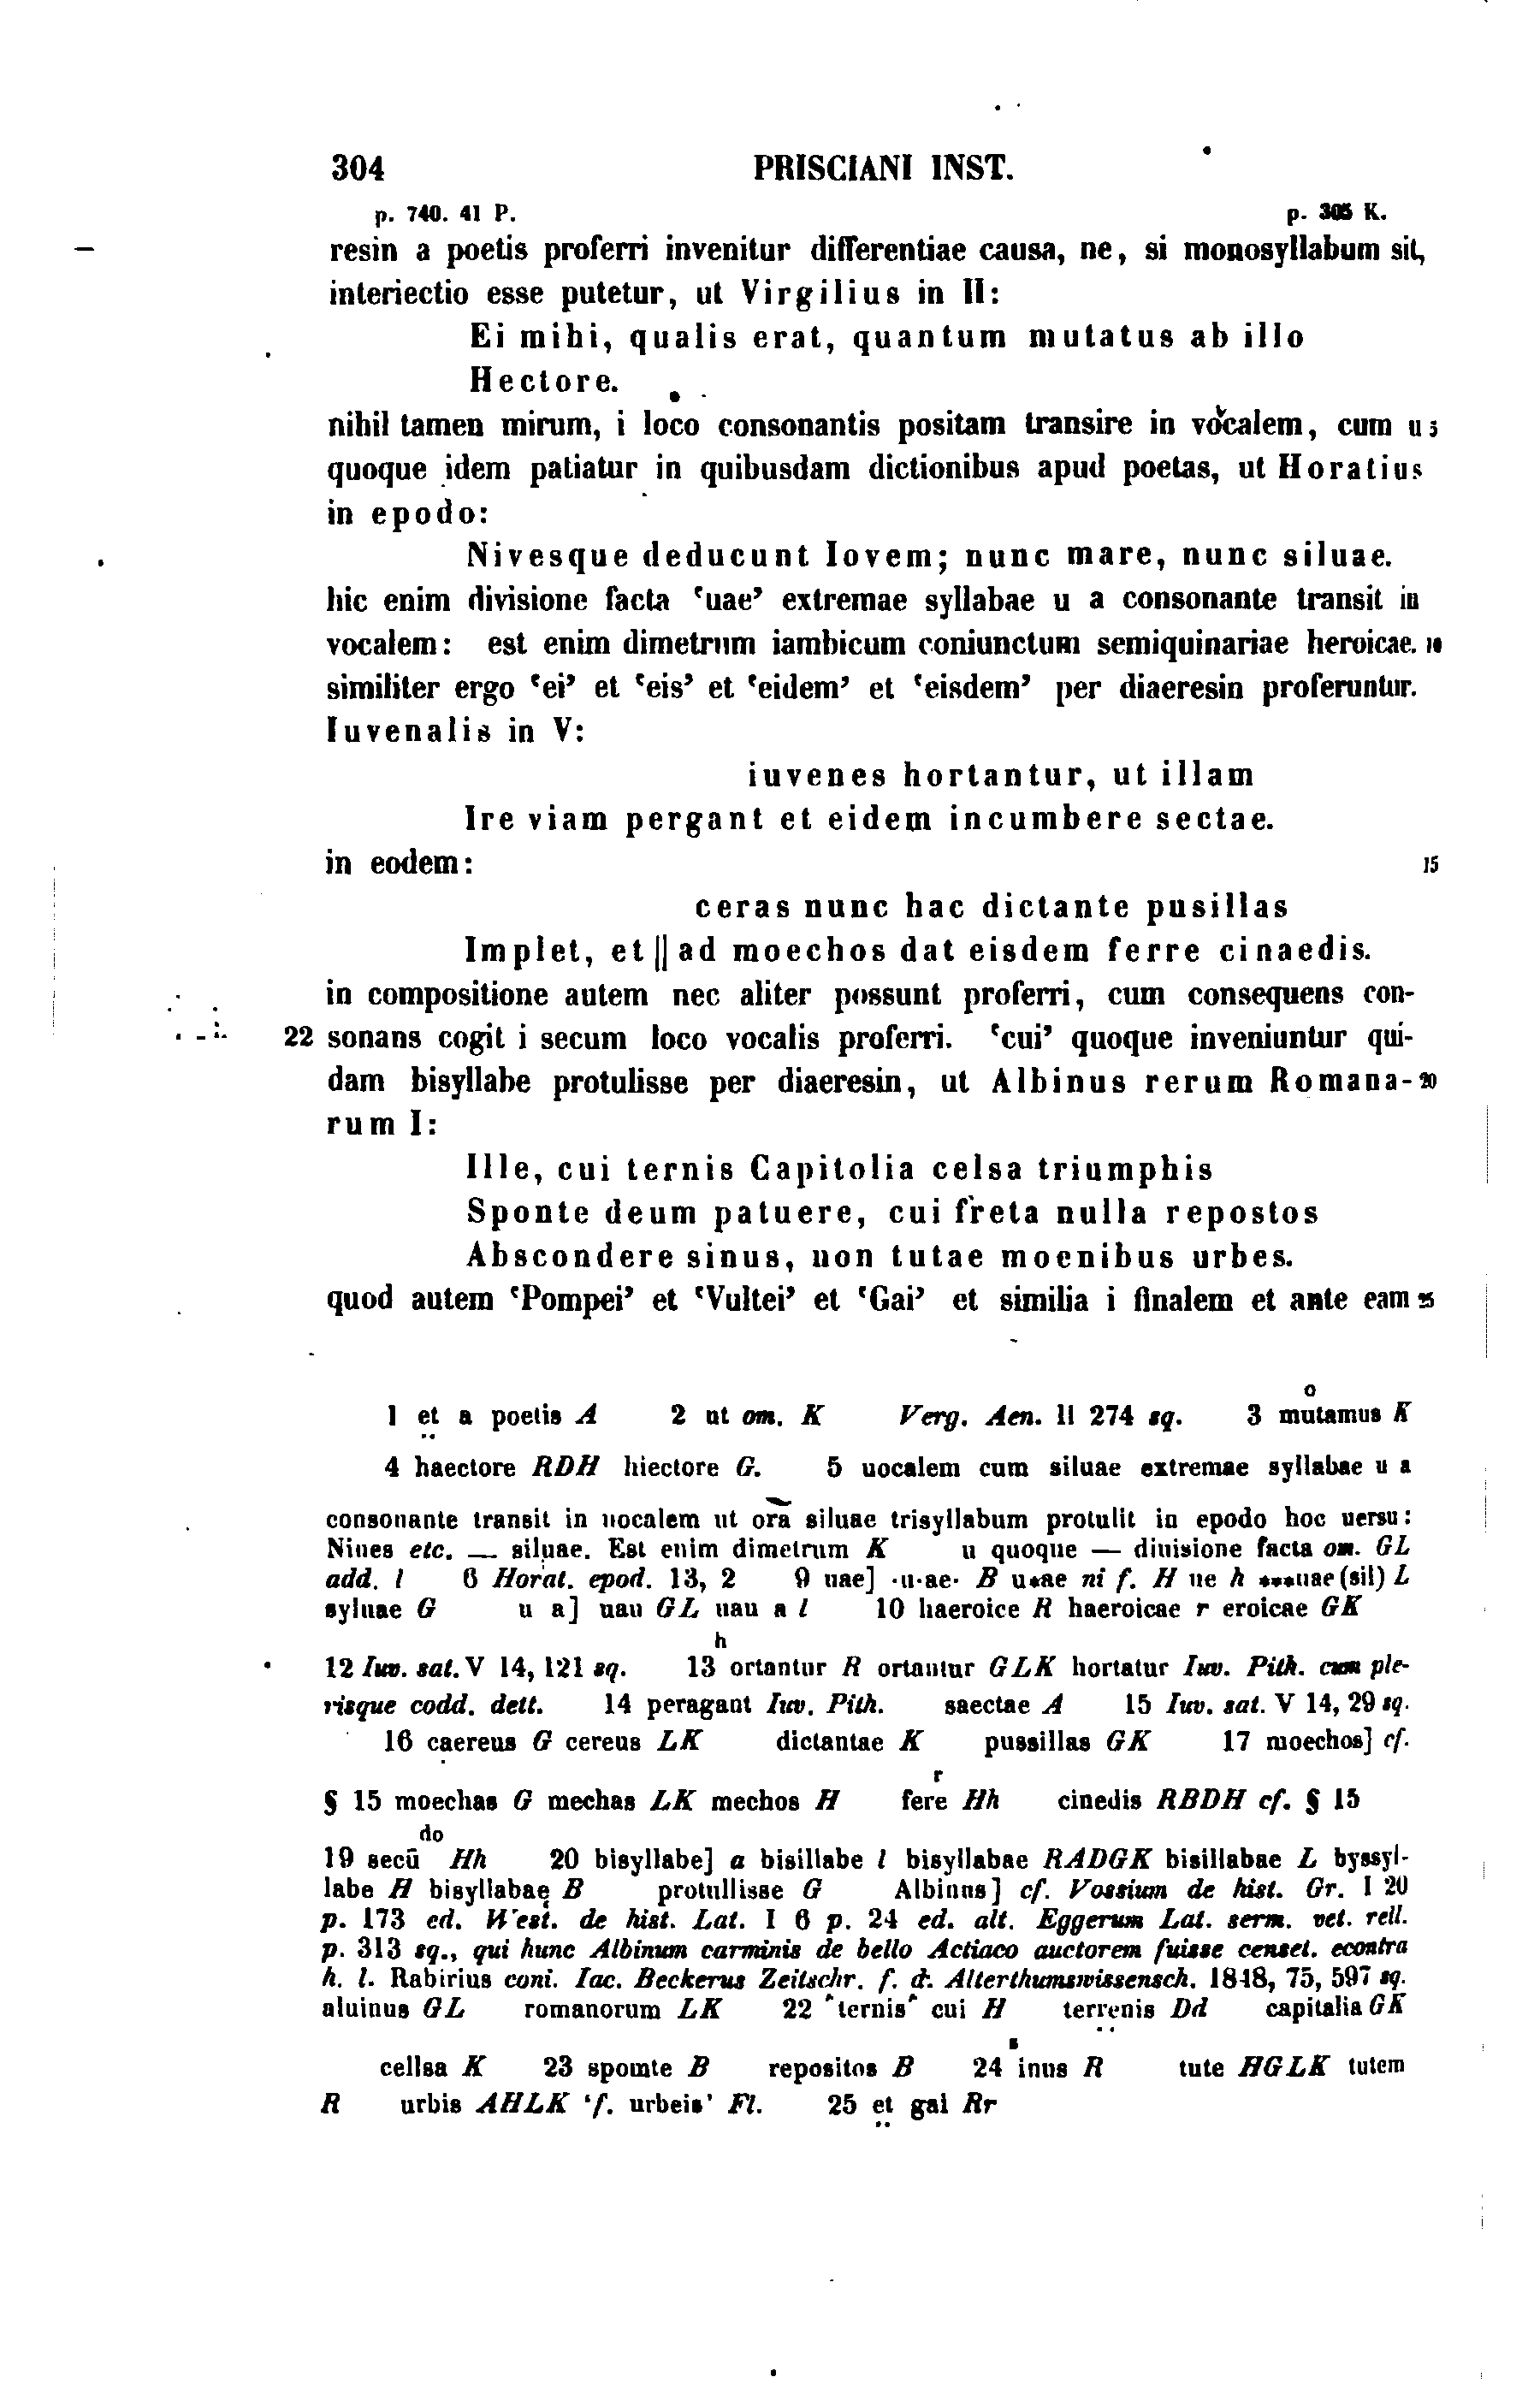 304 PRISCIANI INST.
p. 740. 41 P. p. 305 K.
resin a poetis proferri invenitur differentiae causa, ne, si monosyllabum sit,
interiectio esse putetur, ut Virgilius in II:
Ei mihi, qualis erat, quantum mutatus ab illo
Hectore.
nihil tamen mirum, i loco consonantis positam transire in vocalem, cum u 5
quoque idem patiatur in quibusdam dictionibus apud poetas, ut Horatius
in epodo:
Nivesque deducunt Iovem; nunc mare, nunc siluae.
hic enim divisione facta ‘uae’ extremae syllabae u a consonante transit in
vocalem: est enim dimetrum iambicum coniunctum semiquinariae heroicae. 10
similiter ergo ‘ei’ et ‘eis’ et ‘eidem’ et ‘eisdem’ per diaeresin proferuntur.
Iuvenalis in V:
iuvenes hortantur, ut illam
Ire viam pergant et eidem incumbere sectae.
in eodem: 15
ceras nunc hac dictante pusillas
Implet, et || ad moechos dat eisdem ferre cinaedis.
in compositione autem nec aliter possunt proferri, cum consequens con-
22 sonans cogit i secum loco vocalis proferri. ‘cui’ quoque inveniuntur qui-
dam bisyllabe protulisse per diaeresin, ut Albinus rerum Romana- 20
rum I:
Ille, cui ternis Capitolia celsa triumphis
Sponte deum patuere, cui freta nulla repostos
Abscondere sinus, non tutae moenibus urbes.
quod autem ‘Pompei’ et ‘Vultei’ et ‘Gai’ et similia i finalem et ante eam 25
o
1 et a poetis A 2 ut om. K Verg. Aen. II 274 sq. 3 mutamus K
4 haectore RDH hiectore G. 5 uocalem cum siluae extremae syllabae u a
consonante transit in uocalem ut ora siluae trisyllabum protulit in epodo hoc uersu:
Niues etc. — siluae. Est enim dimetrum K u quoque — diuisione facta om. GL
add. l 6 Horat. epod. 13, 2 9 uae] ·u·ae· B u*ae ni f. H ue h ***uae (sil) L
syluae G u a] uau GL uau a l 10 haeroice R haeroicae r eroicae GK
h
12 Iuv. sat. V 14, 121 sq. 13 ortantur R ortantur GLK hortatur Iuv. Pith. cum ple-
risque codd. dett. 14 peragant Iuv. Pith. saectae A 15 Iuv. sat. V 14, 29 sq.
16 caereus G cereus LK dictantae K pussillas GK 17 moechos] cf.
r
§ 15 moechas G mechas LK mechos H fere Hh cinedis RBDH cf. § 15
do
19 secū Hh 20 bisyllabe] a bisillabe l bisyllabae RADGK bisillabae L byssyl-
labe H bisyllabaę B protullisse G Albinus] cf. Vossium de hist. Gr. I 20
p. 173 ed. West. de hist. Lat. I 6 p. 24 ed. alt. Eggerum Lat. serm. vet. rell.
p. 313 sq., qui hunc Albinum carminis de bello Actiaco auctorem fuisse censet. econtra
h. l. Rabirius coni. Iac. Beckerus Zeitschr. f. d. Alterthumswissensch. 1848, 75, 597 sq.
aluinus GL romanorum LK 22 ternis cui H terrenis Dd capitalia GK
s
cellsa K 23 spomte B repositos B 24 inus R tute HGLK tutem
R urbis AHLK ‘f. urbeis’ Fl. 25 et gai Rr